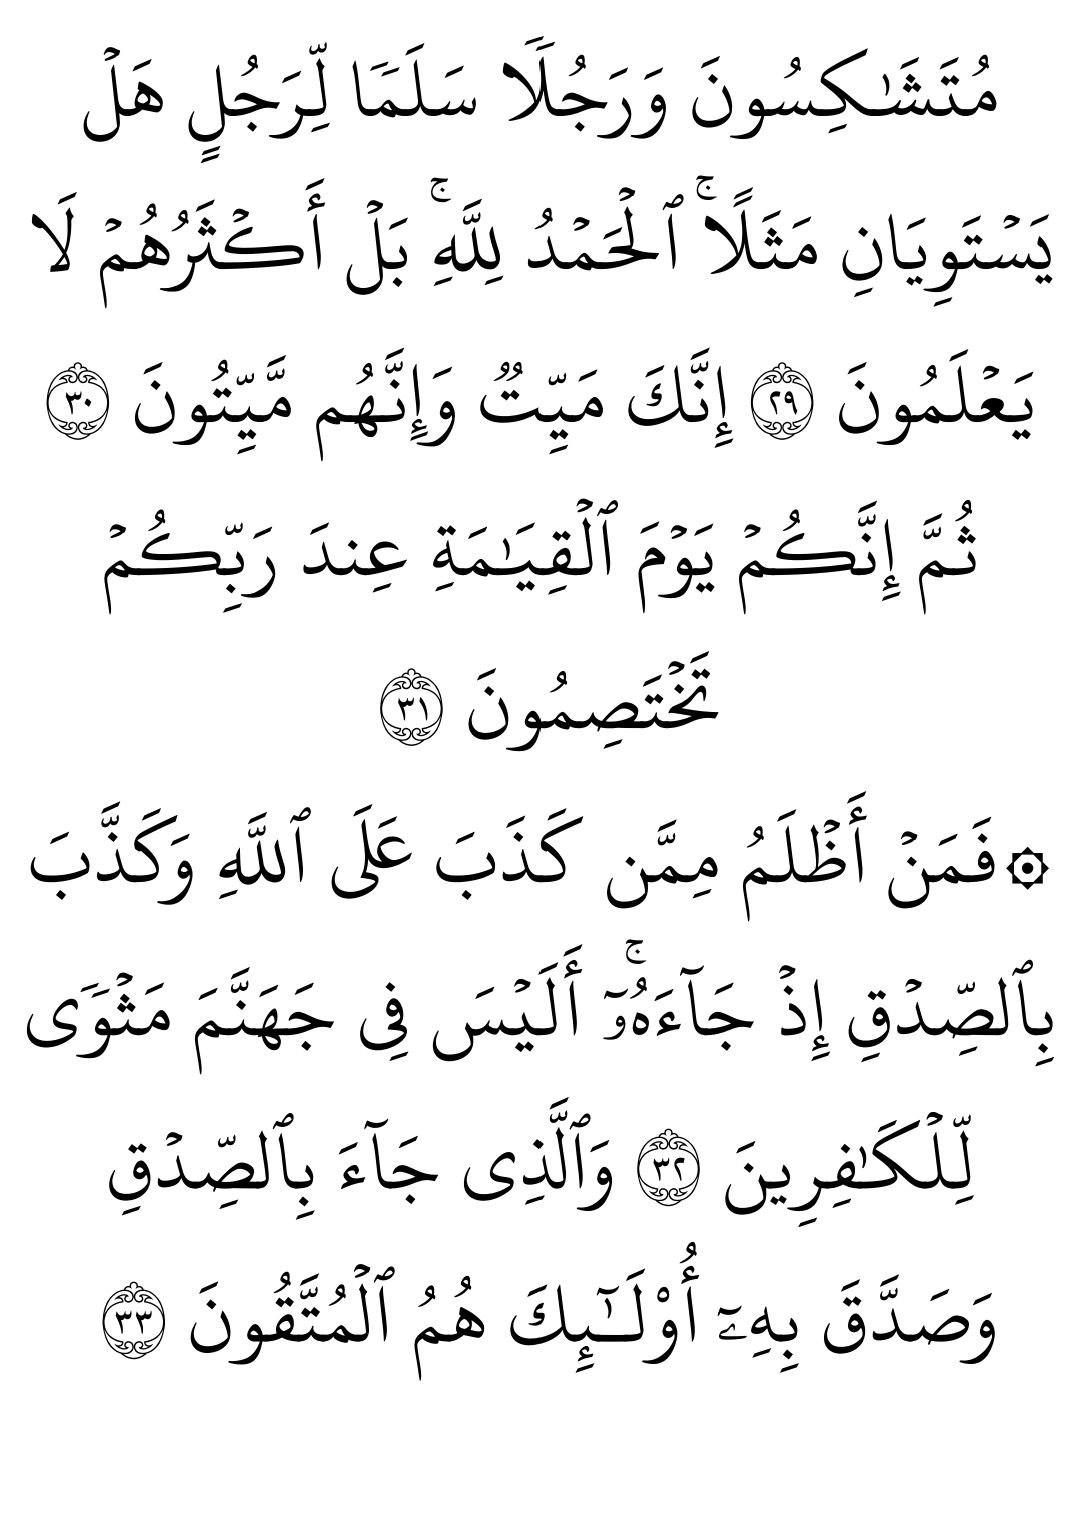 مُتَشَٰكِسُونَ وَرَجُلࣰا سَلَمࣰا لِّرَجُلٍ هَلۡ
يَسۡتَوِيَانِ مَثَلًاۚ ٱلۡحَمۡدُ لِلَّهِۚ بَلۡ أَكۡثَرُهُمۡ لَا
يَعۡلَمُونَ ٢٩ إِنَّكَ مَيِّتࣱ وَإِنَّهُم مَّيِّتُونَ ٣٠
ثُمَّ إِنَّكُمۡ يَوۡمَ ٱلۡقِيَٰمَةِ عِندَ رَبِّكُمۡ
تَخۡتَصِمُونَ ٣١
۞فَمَنۡ أَظۡلَمُ مِمَّن كَذَبَ عَلَى ٱللَّهِ وَكَذَّبَ
بِٱلصِّدۡقِ إِذۡ جَآءَهُۥٓۚ أَلَيۡسَ فِي جَهَنَّمَ مَثۡوࣰى
لِّلۡكَٰفِرِينَ ٣٢ وَٱلَّذِي جَآءَ بِٱلصِّدۡقِ
وَصَدَّقَ بِهِۦٓ أُوْلَٰٓئِكَ هُمُ ٱلۡمُتَّقُونَ ٣٣